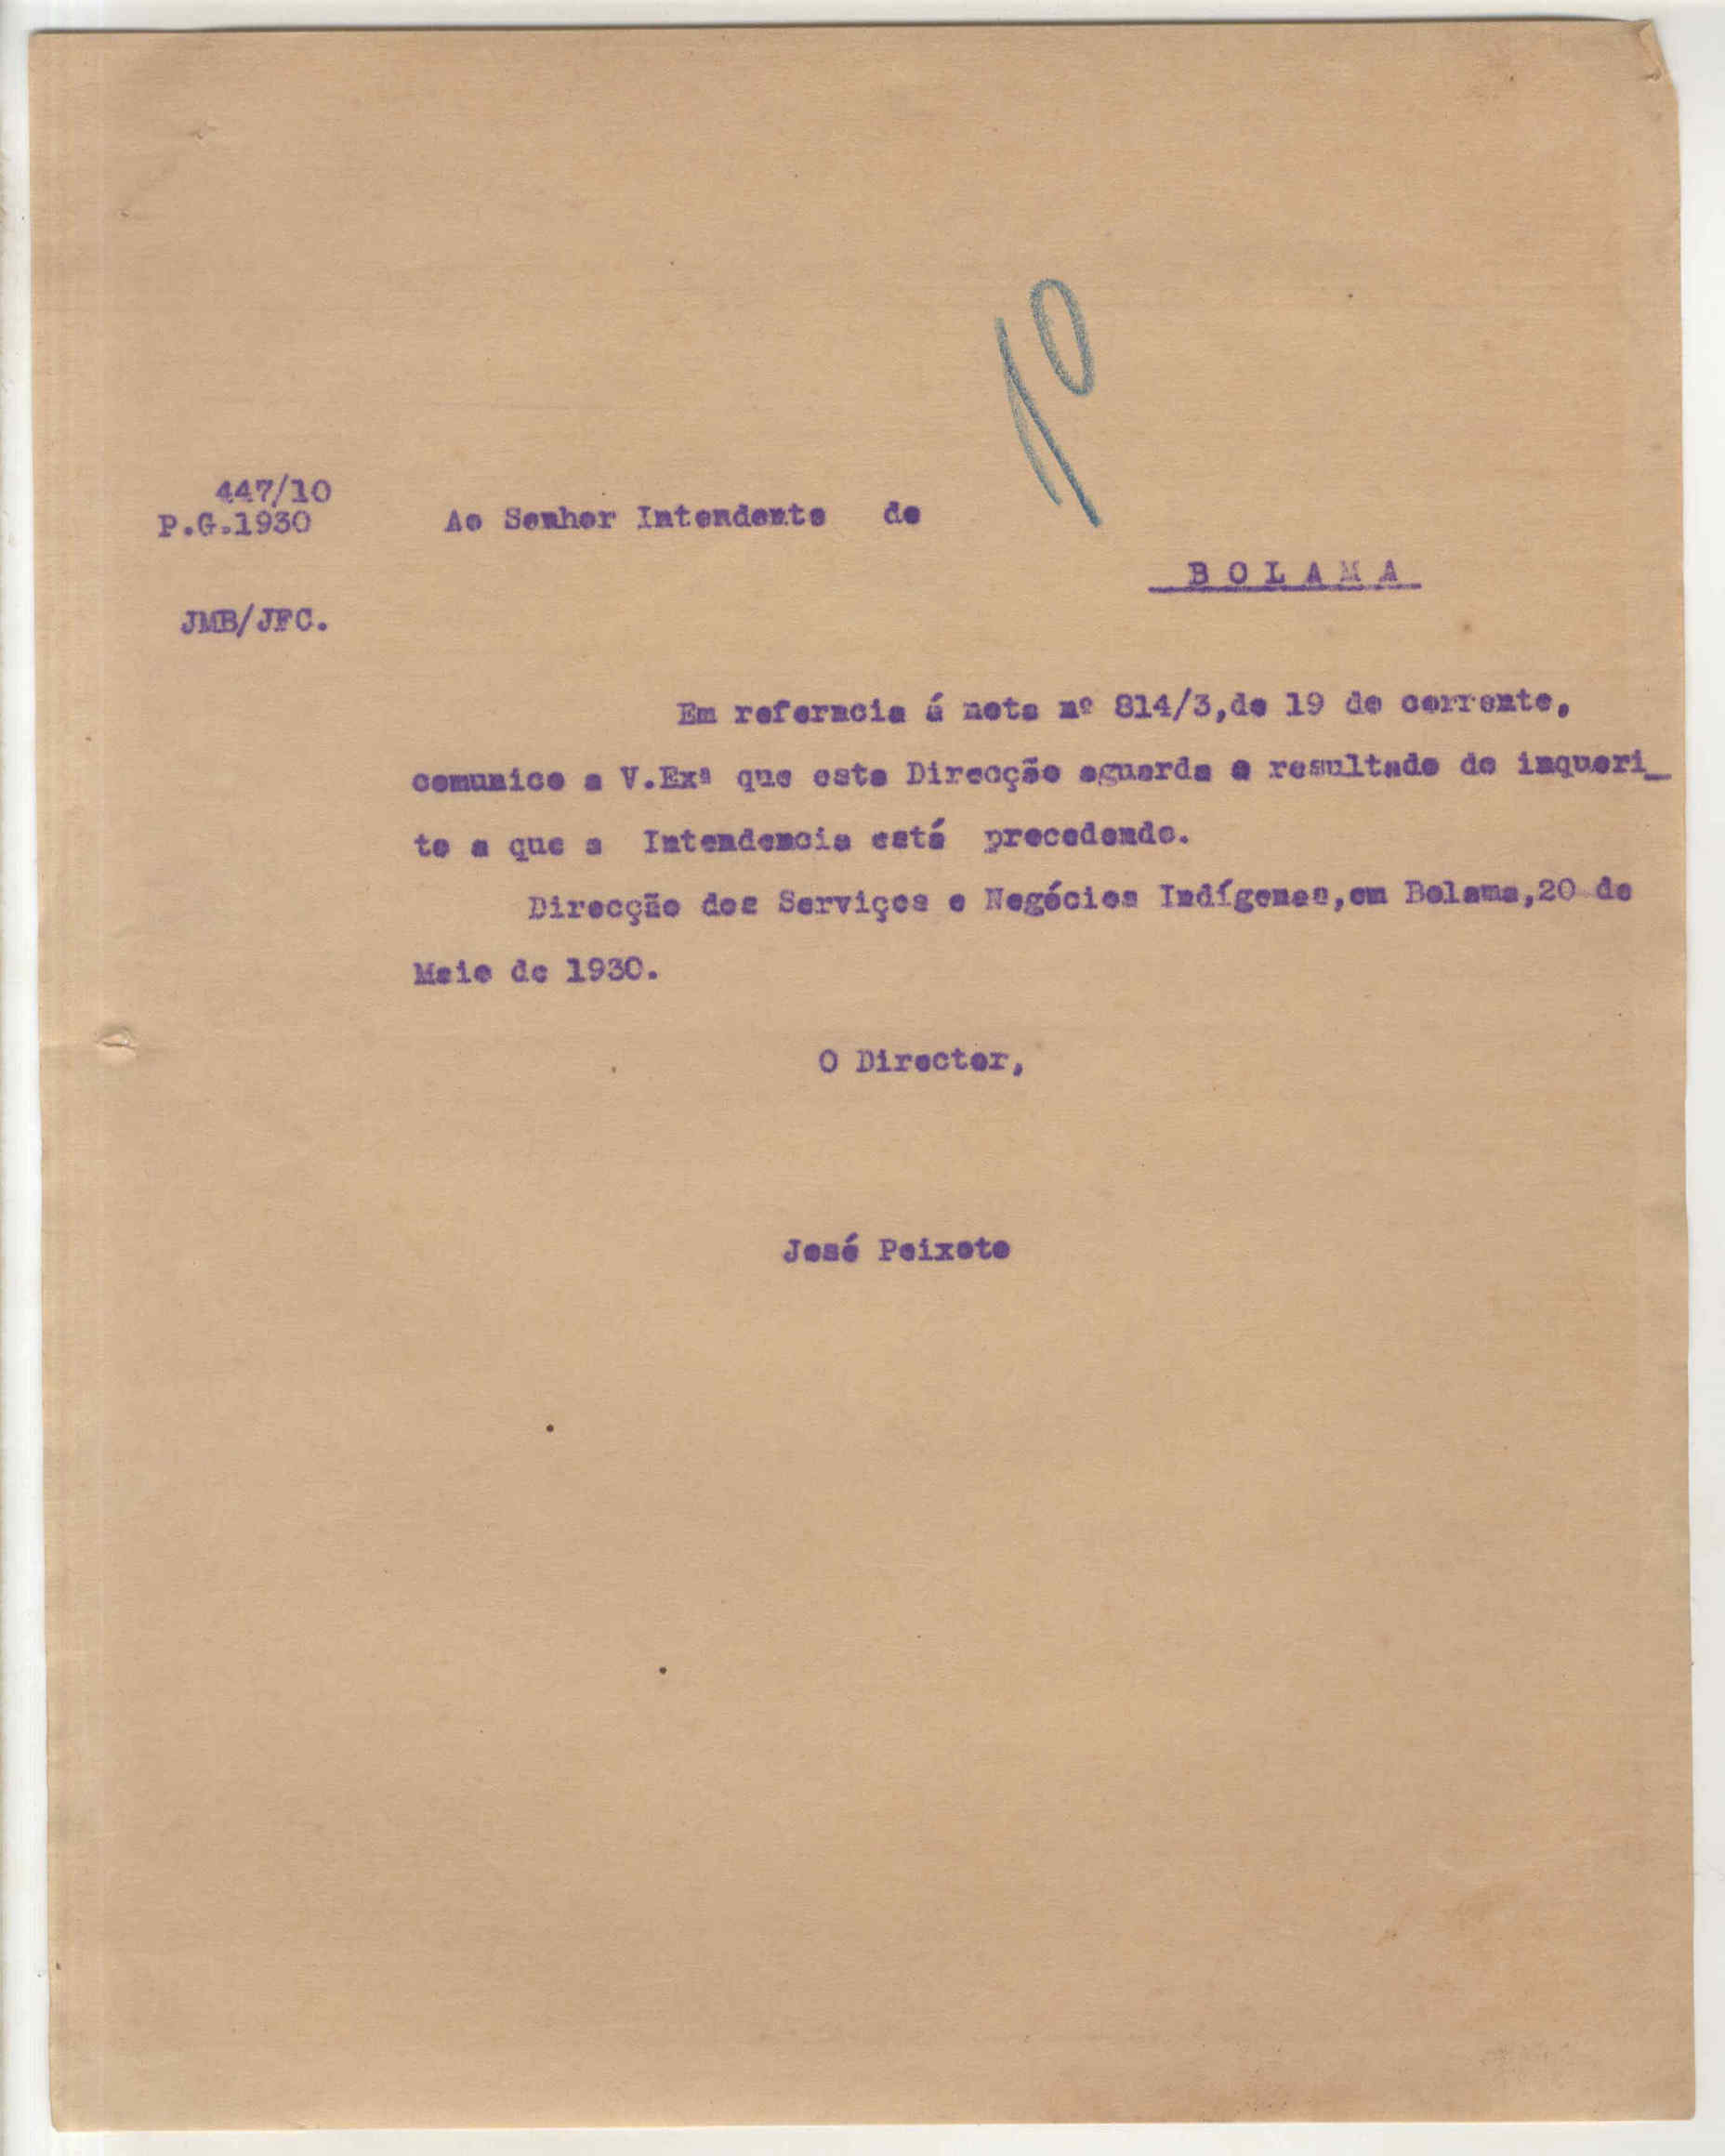 10
447/10
P.G.1930
Ao Senhor Intendente de
BOLAMA
JMB/JFC.
Em referncia á nota nº 814/3,de 19 do corrente,
comunico a V.Exª que esta Direcção aguarda o resultado do inqueri_
to a que a Intendencia está procedendo.
Direcção dos Serviços e Negócios Indígenas,em Bolama,20 de
Maio de 1930.
O Director,
José Peixoto